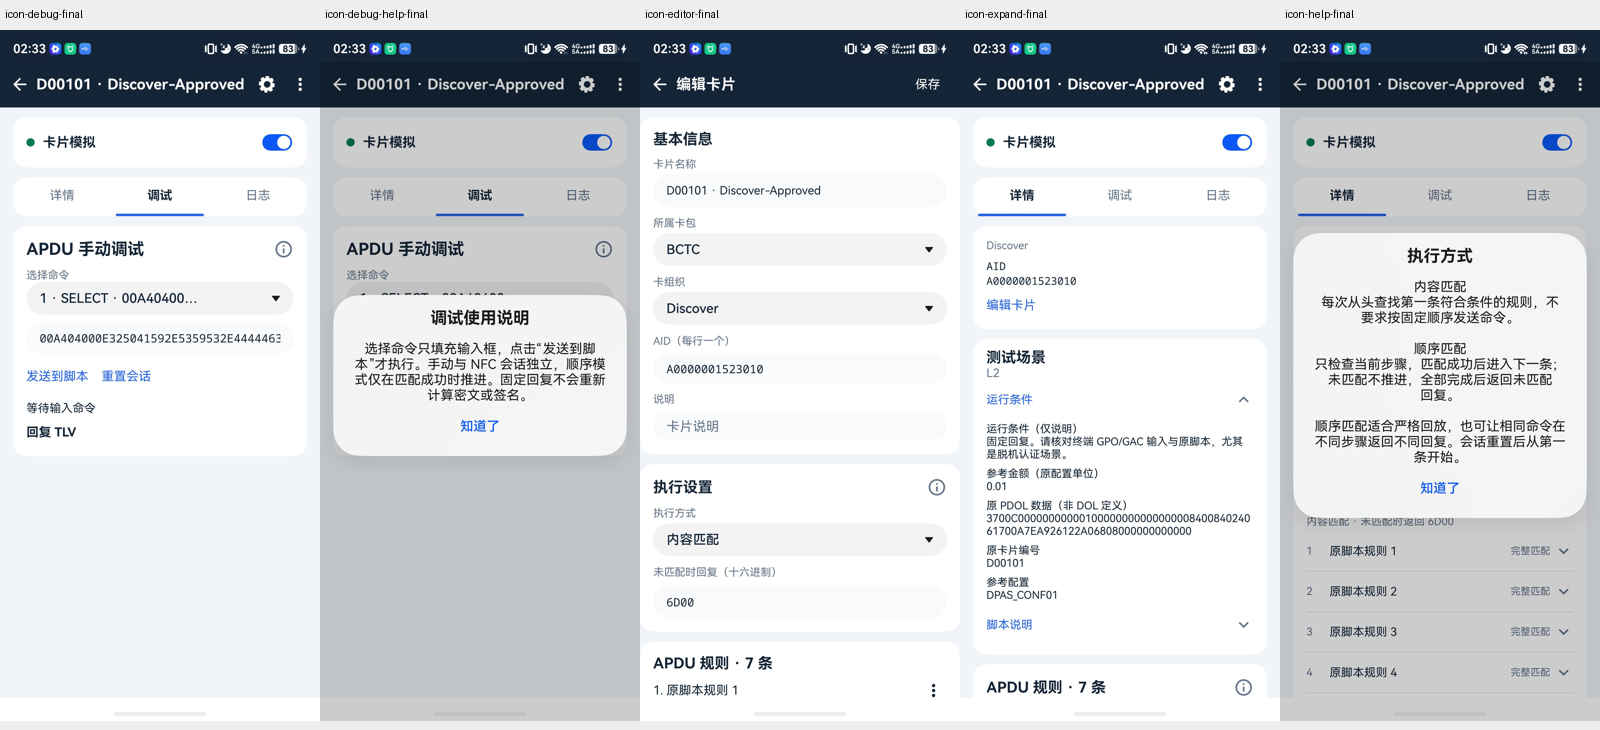 icon-debug-final
02:33
83
D00101 · Discover-Approved
卡片模拟
详情
调试
日志
APDU 手动调试
选择命令
1 · SELECT · 00A40400...
00A404000E325041592E5359532E4444463
发送到脚本
重置会话
等待输入命令
回复 TLV
icon-debug-help-final
02:33
83
D00101 · Discover-Approved
卡片模拟
详情
调试
日志
APDU 手动调试
选择命令
调试使用说明
选择命令只填充输入框，点击“发送到脚
本”才执行。手动与 NFC 会话独立，顺序模
式仅在匹配成功时推进。固定回复不会重新
计算密文或签名。
知道了
icon-editor-final
02:33
83
编辑卡片
保存
基本信息
卡片名称
D00101 · Discover-Approved
所属卡包
BCTC
卡组织
Discover
AID（每行一个）
A0000001523010
说明
卡片说明
执行设置
执行方式
内容匹配
未匹配时回复（十六进制）
6D00
APDU 规则 · 7 条
1. 原脚本规则 1
icon-expand-final
02:33
83
D00101 · Discover-Approved
卡片模拟
详情
调试
日志
Discover
AID
A0000001523010
编辑卡片
测试场景
L2
运行条件
运行条件（仅说明）
固定回复。请核对终端 GPO/GAC 输入与原脚本，尤其
是脱机认证场景。
参考金额（原配置单位）
0.01
原 PDOL 数据（非 DOL 定义）
3700C00000000001000000000000008400840240
61700A7EA926122A06808000000000000
原卡片编号
D00101
参考配置
DPAS_CONF01
脚本说明
APDU 规则 · 7 条
icon-help-final
02:33
83
D00101 · Discover-Approved
卡片模拟
详情
调试
日志
执行方式
内容匹配
每次从头查找第一条符合条件的规则，不
要求按固定顺序发送命令。
顺序匹配
只检查当前步骤，匹配成功后进入下一条；
未匹配不推进，全部完成后返回未匹配
回复。
顺序匹配适合严格回放，也可让相同命令在
不同步骤返回不同回复。会话重置后从第一
条开始。
知道了
内容匹配 · 未匹配时返回 6D00
1 原脚本规则 1 完整匹配
2 原脚本规则 2 完整匹配
3 原脚本规则 3 完整匹配
4 原脚本规则 4 完整匹配